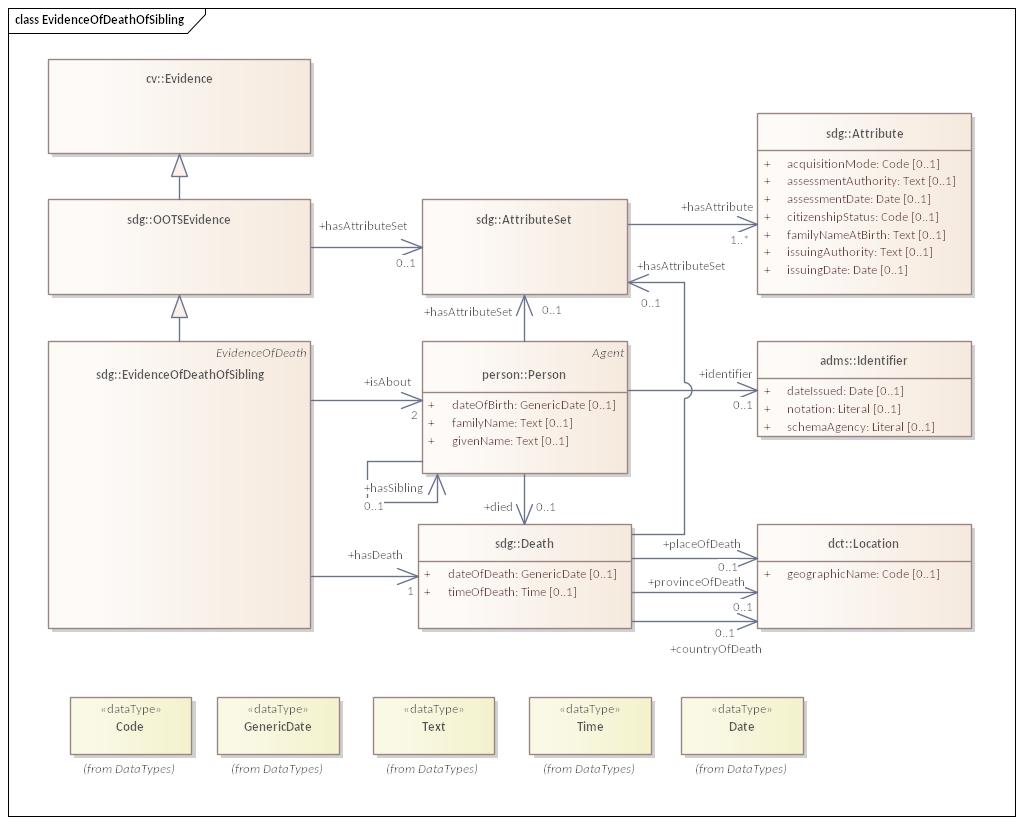 class EvidenceOfDeathOfSibling
cv::Evidence
sdg::OOTSEvidence
+hasAttributeSet
0..1
sdg::AttributeSet
+hasAttribute
1..*
sdg::Attribute
+ acquisitionMode: Code [0..1]
+ assessmentAuthority: Text [0..1]
+ assessmentDate: Date [0..1]
+ citizenshipStatus: Code [0..1]
+ familyNameAtBirth: Text [0..1]
+ issuingAuthority: Text [0..1]
+ issuingDate: Date [0..1]
+hasAttributeSet
0..1
+hasAttributeSet
0..1
EvidenceOfDeath
sdg::EvidenceOfDeathOfSibling
+isAbout
2
Agent
person::Person
+ dateOfBirth: GenericDate [0..1]
+ familyName: Text [0..1]
+ givenName: Text [0..1]
+identifier
0..1
adms::Identifier
+ dateIssued: Date [0..1]
+ notation: Literal [0..1]
+ schemaAgency: Literal [0..1]
+hasSibling
0..1
+died
0..1
+hasDeath
1
sdg::Death
+ dateOfDeath: GenericDate [0..1]
+ timeOfDeath: Time [0..1]
+placeOfDeath
0..1
+provinceOfDeath
0..1
0..1
+countryOfDeath
dct::Location
+ geographicName: Code [0..1]
«dataType»
Code
(from DataTypes)
«dataType»
GenericDate
(from DataTypes)
«dataType»
Text
(from DataTypes)
«dataType»
Time
(from DataTypes)
«dataType»
Date
(from DataTypes)